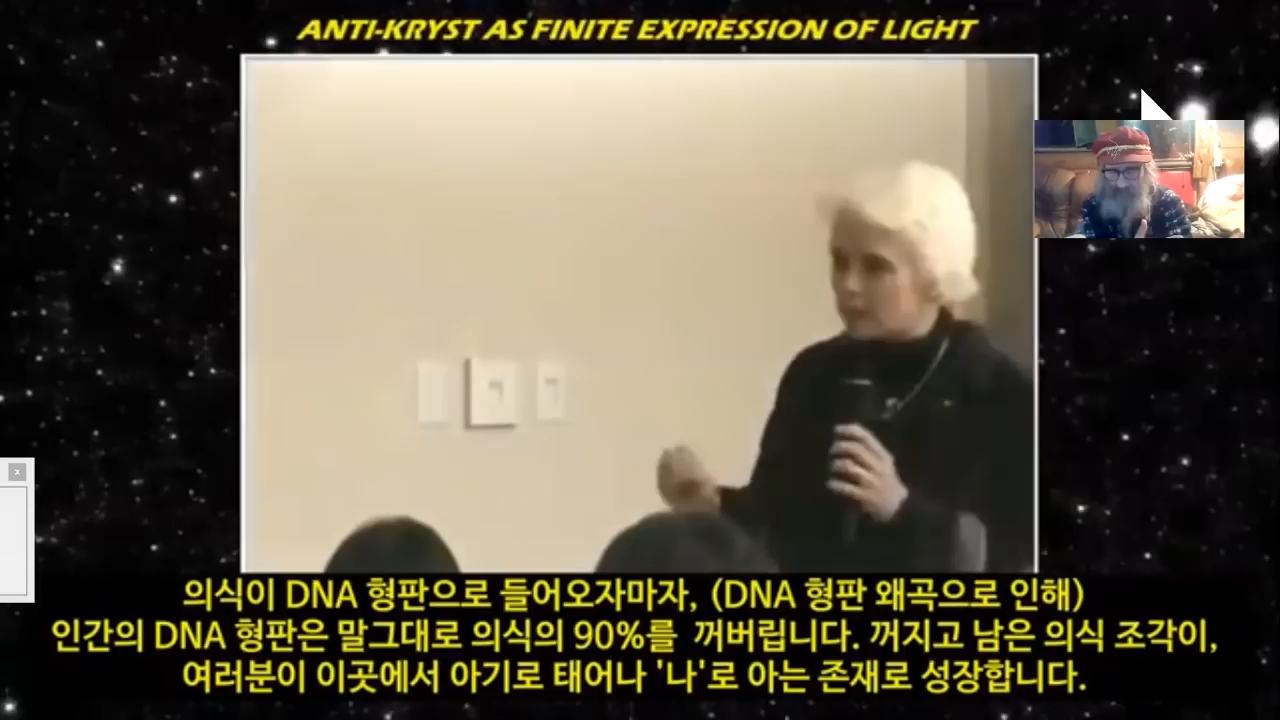 ANTI-KRYST AS FINITE EXPRESSION OF LIGHT
x
의식이 DNA 형판으로 들어오자마자, (DNA 형판 왜곡으로 인해)
인간의 DNA 형판은 말그대로 의식의 90%를 꺼버립니다. 꺼지고 남은 의식 조각이,
여러분이 이곳에서 아기로 태어나 '나'로 아는 존재로 성장합니다.